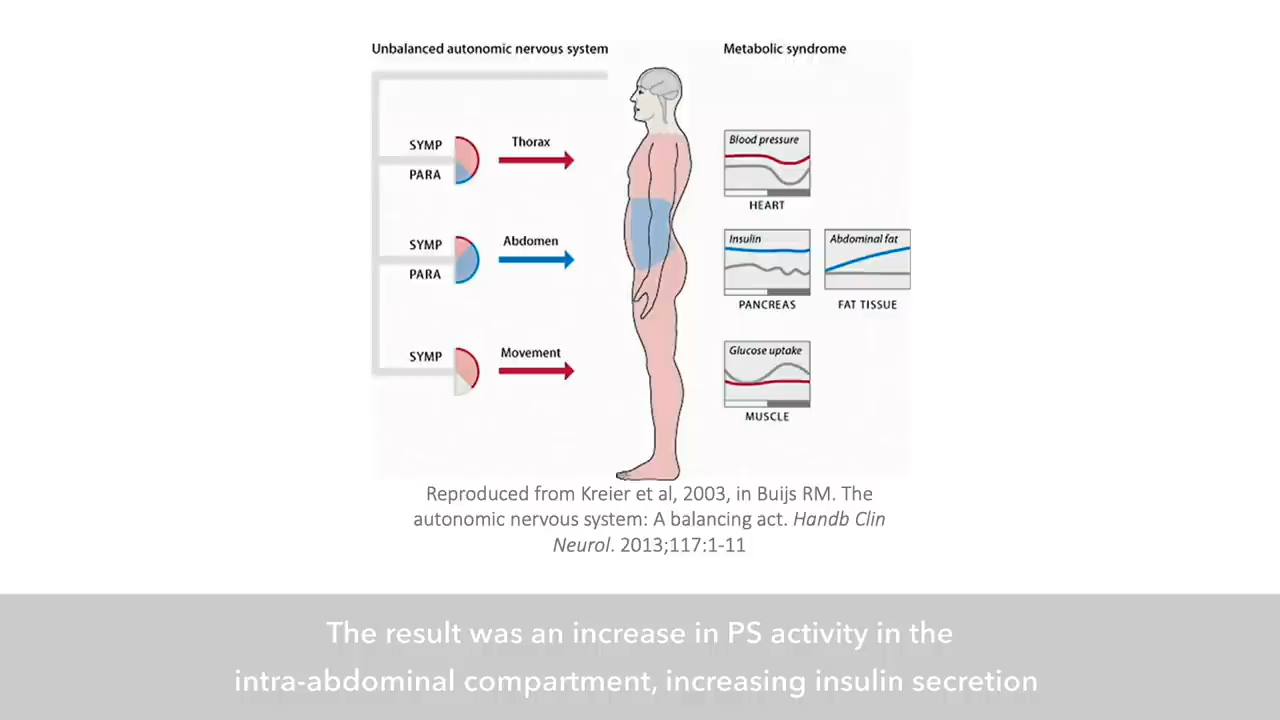 Unbalanced autonomic nervous system
Metabolic syndrome
SYMP
PARA
Thorax
Blood pressure
HEART
SYMP
PARA
Abdomen
Insulin
PANCREAS
Abdominal fat
FAT TISSUE
SYMP
Movement
Glucose uptake
MUSCLE
Reproduced from Kreier et al, 2003, in Buijs RM. The
autonomic nervous system: A balancing act. Handb Clin
Neurol. 2013;117:1-11
The result was an increase in PS activity in the
intra-abdominal compartment, increasing insulin secretion